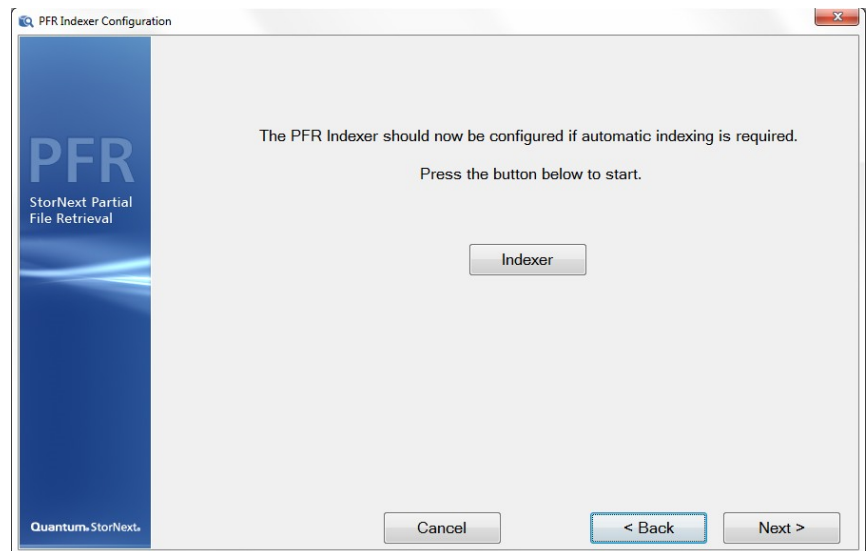 PFR Indexer Configuration
PFR
StorNext Partial
File Retrieval
The PFR Indexer should now be configured if automatic indexing is required.
Press the button below to start.
Indexer
Quantum. StorNext.
Cancel
< Back
Next >